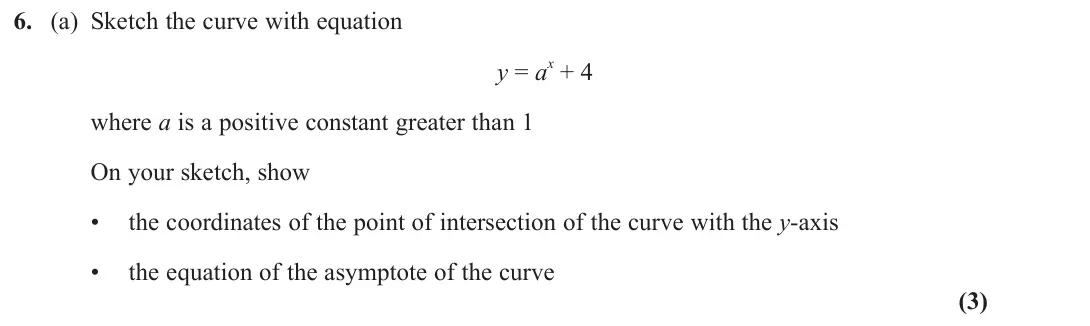 6. (a) Sketch the curve with equation
y = aˣ + 4
where a is a positive constant greater than 1
On your sketch, show
• the coordinates of the point of intersection of the curve with the y-axis
• the equation of the asymptote of the curve
(3)